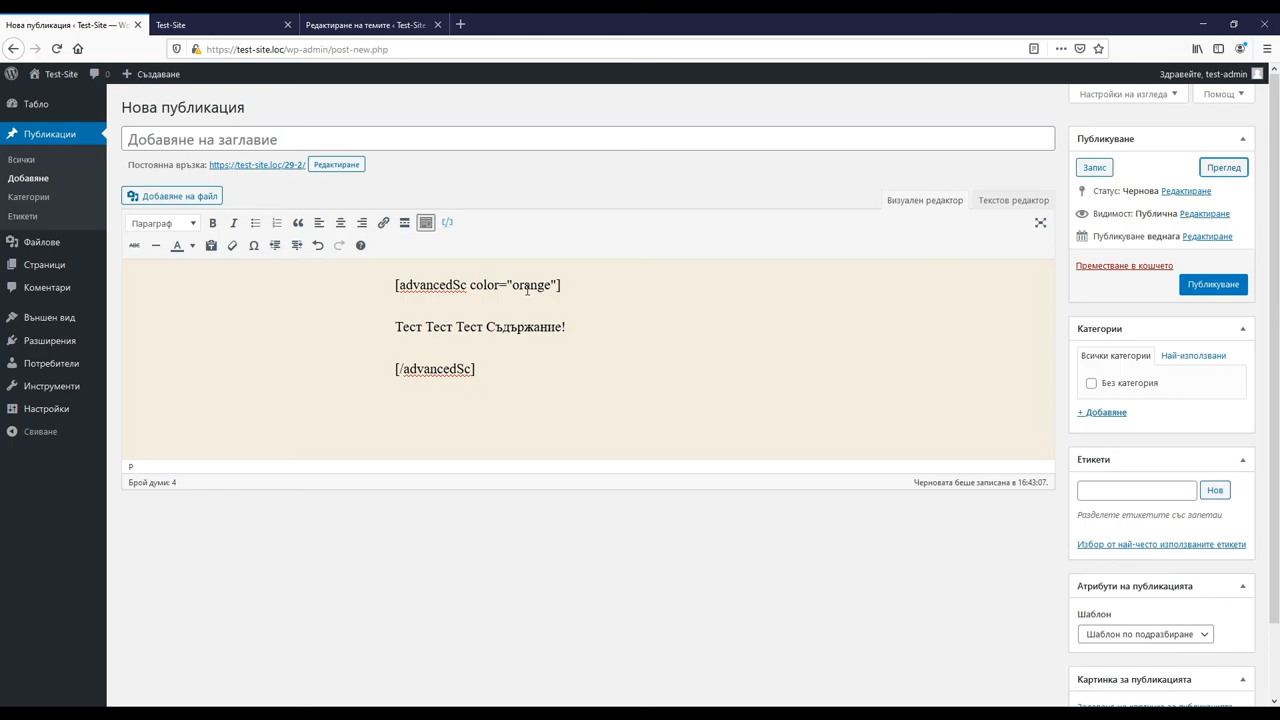 Нова публикация ‹ Test-Site — Wo
Test-Site
Редактиране на темите ‹ Test-Site
https://test-site.loc/wp-admin/post-new.php
Test-Site
0
Създаване
Здравейте, test-admin
Табло
Публикации
Всички
Добавяне
Категории
Етикети
Файлове
Страници
Коментари
Външен вид
Разширения
Потребители
Инструменти
Настройки
Свиване
Настройки на изгледа
Помощ
Нова публикация
Добавяне на заглавие
Постоянна връзка: https://test-site.loc/29-2/ Редактиране
Добавяне на файл
Визуален редактор
Текстов редактор
Параграф
[advancedSc color="orange"]
Тест Тест Тест Съдържание!
[/advancedSc]
P
Брой думи: 4
Черновата беше записана в 16:43:07.
Публикуване
Запис
Преглед
Статус: Чернова Редактиране
Видимост: Публична Редактиране
Публикуване веднага Редактиране
Преместване в кошчето
Публикуване
Категории
Всички категории
Най-използвани
Без категория
+ Добавяне
Етикети
Нов
Разделете етикетите със запетаи
Избор от най-често използваните етикети
Атрибути на публикацията
Шаблон
Шаблон по подразбиране
Картинка за публикацията